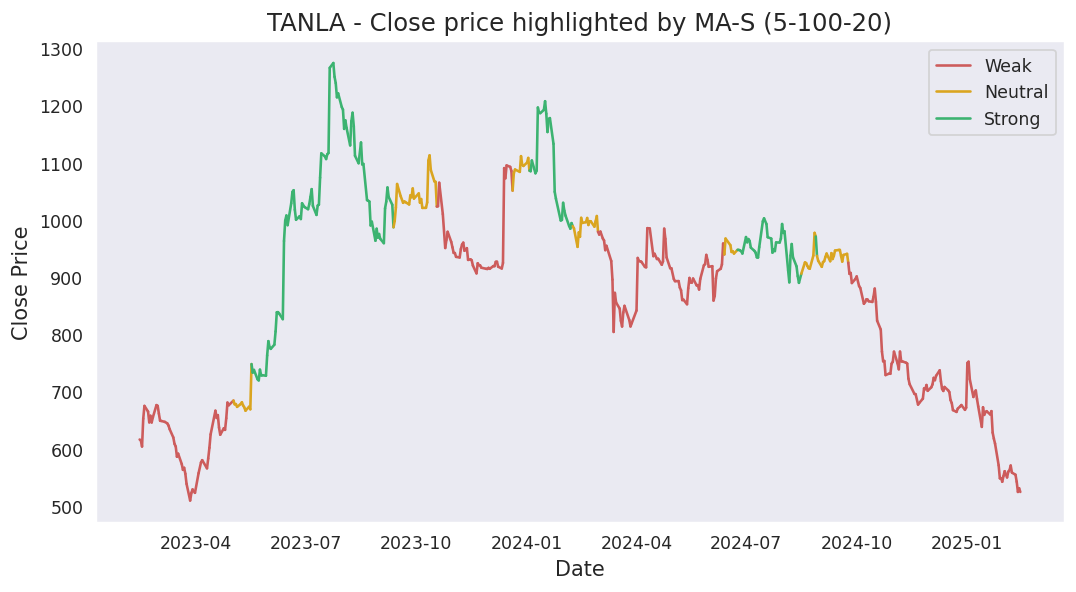 TANLA - Close price highlighted by MA-S (5-100-20)
Close Price
1300
1200
1100
1000
900
800
700
600
500
Weak
Neutral
Strong
2023-04
2023-07
2023-10
2024-01
2024-04
2024-07
2024-10
2025-01
Date